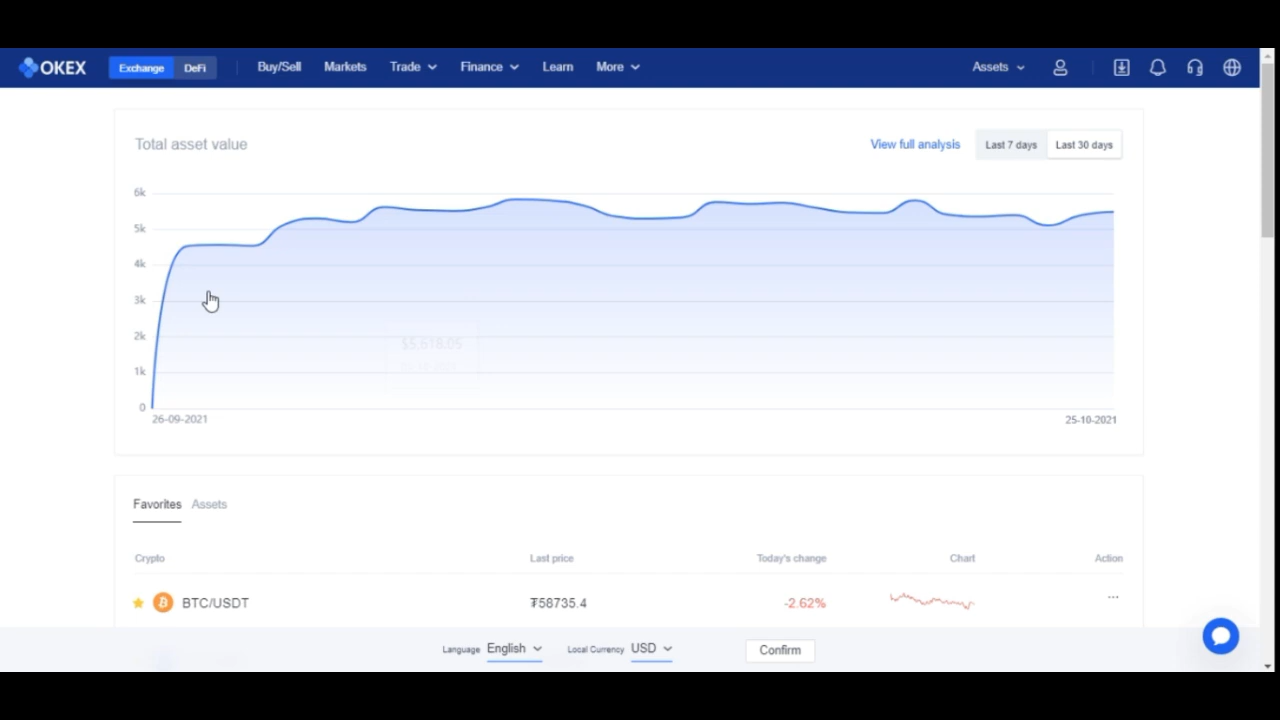 OKEX Exchange DeFi Buy/Sell Markets Trade Finance Learn More Assets
Total asset value View full analysis Last 7 days Last 30 days
6k
5k
4k
3k
2k
$5,618.05
1k
0
26-09-2021 25-10-2021
Favorites Assets
Crypto Last price Today's change Chart Action
BTC/USDT ₮58735.4 -2.62% ...
Language English Local Currency USD Confirm